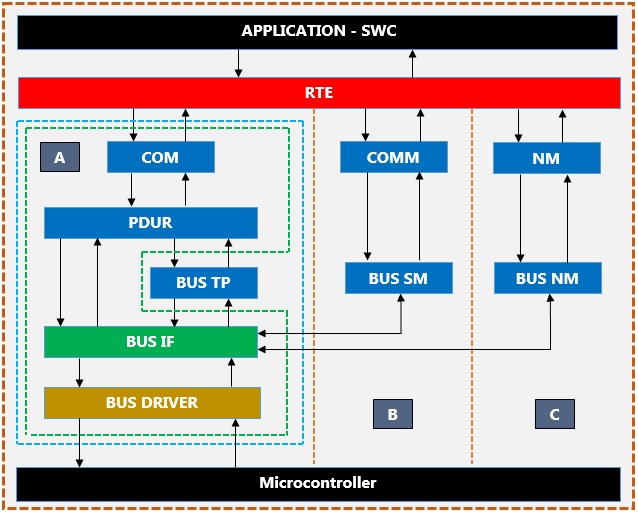 APPLICATION - SWC
RTE
A
COM
COMM
NM
PDUR
BUS TP
BUS SM
BUS NM
BUS IF
BUS DRIVER
B
C
Microcontroller